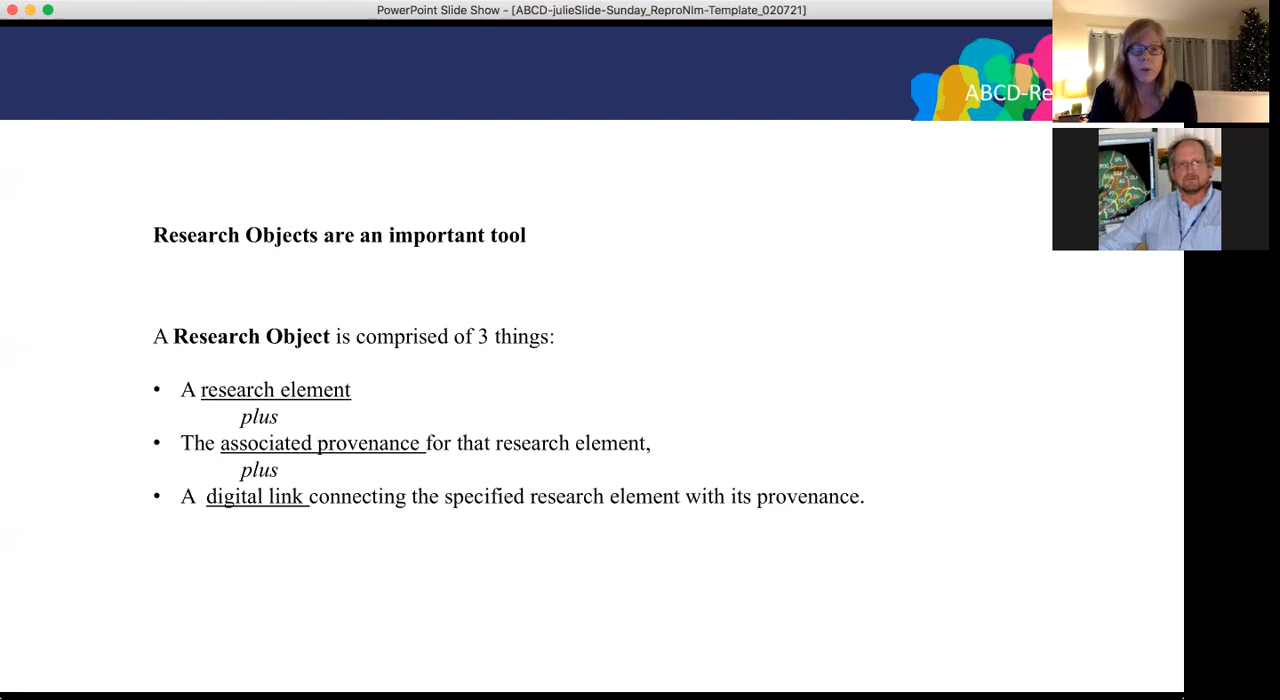 PowerPoint Slide Show - [ABCD-julieSlide-Sunday_ReproNIm-Template_020721]
ABCD-Re
Research Objects are an important tool
A Research Object is comprised of 3 things:
• A research element
plus
• The associated provenance for that research element,
plus
• A digital link connecting the specified research element with its provenance.